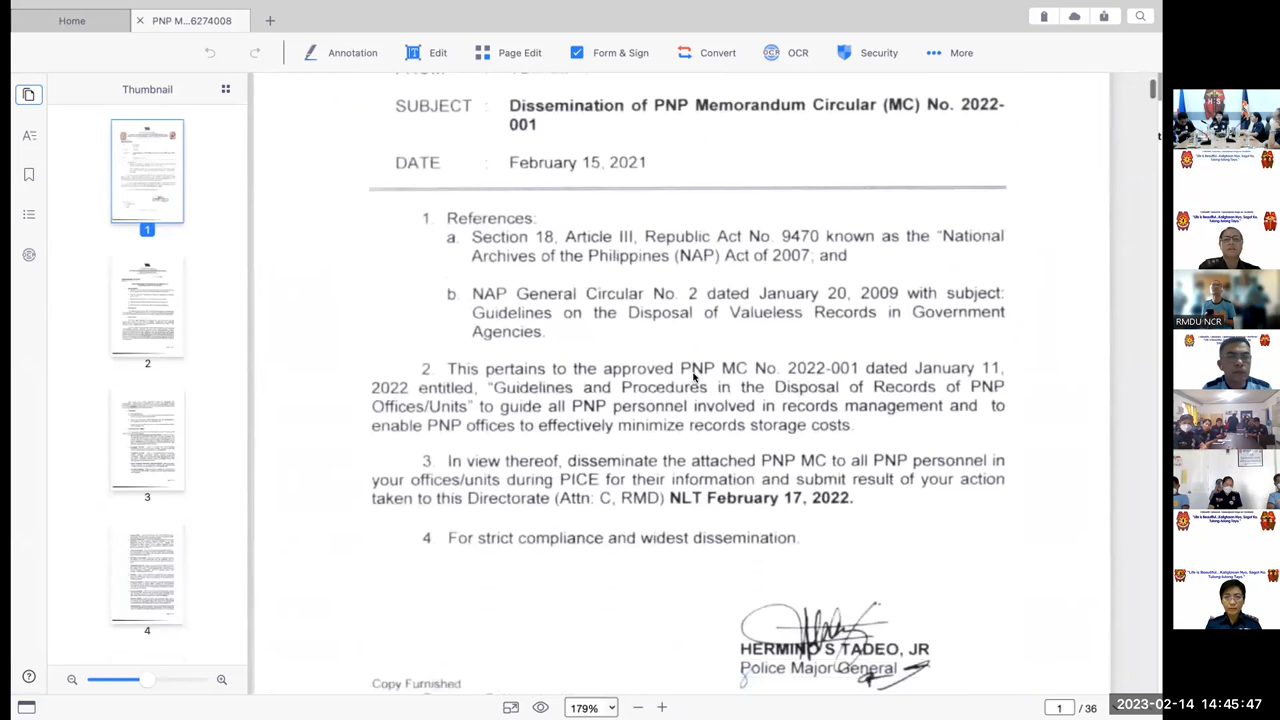 Home
PNP M...6274008
Annotation
Edit
Page Edit
Form & Sign
Convert
OCR
OCR
Security
More
Thumbnail
1
2
3
4
SUBJECT : Dissemination of PNP Memorandum Circular (MC) No. 2022-
001
DATE : ary 15, 2021
1. References:
a. Section 18, Article III, Republic Act No. 9470 known as the "National
Archives of the Philippines (NAP) Act of 2007; and
b. NAP General Circular No. 2 dated January 20, 2009 with subject:
Guidelines on the Disposal of Valueless Records in Government
Agencies.
2. This pertains to the approved PNP MC No. 2022-001 dated January 11,
2022 entitled, "Guidelines and Procedures in the Disposal of Records of PNP
Offices/Units" to guide all PNP personnel involved in records management and to
enable PNP offices to effectively minimize records storage costs.
3. In view thereof, disseminate the attached PNP MC to all PNP personnel in
your offices/units during PICE for their information and submit result of your action
taken to this Directorate (Attn: C, RMD) NLT February 17, 2022.
4. For strict compliance and widest dissemination.
HERMINO S TADEO, JR
Police Major General
Copy Furnished
179%
1 / 36
RMDU NCR
2023-02-14 14:45:47